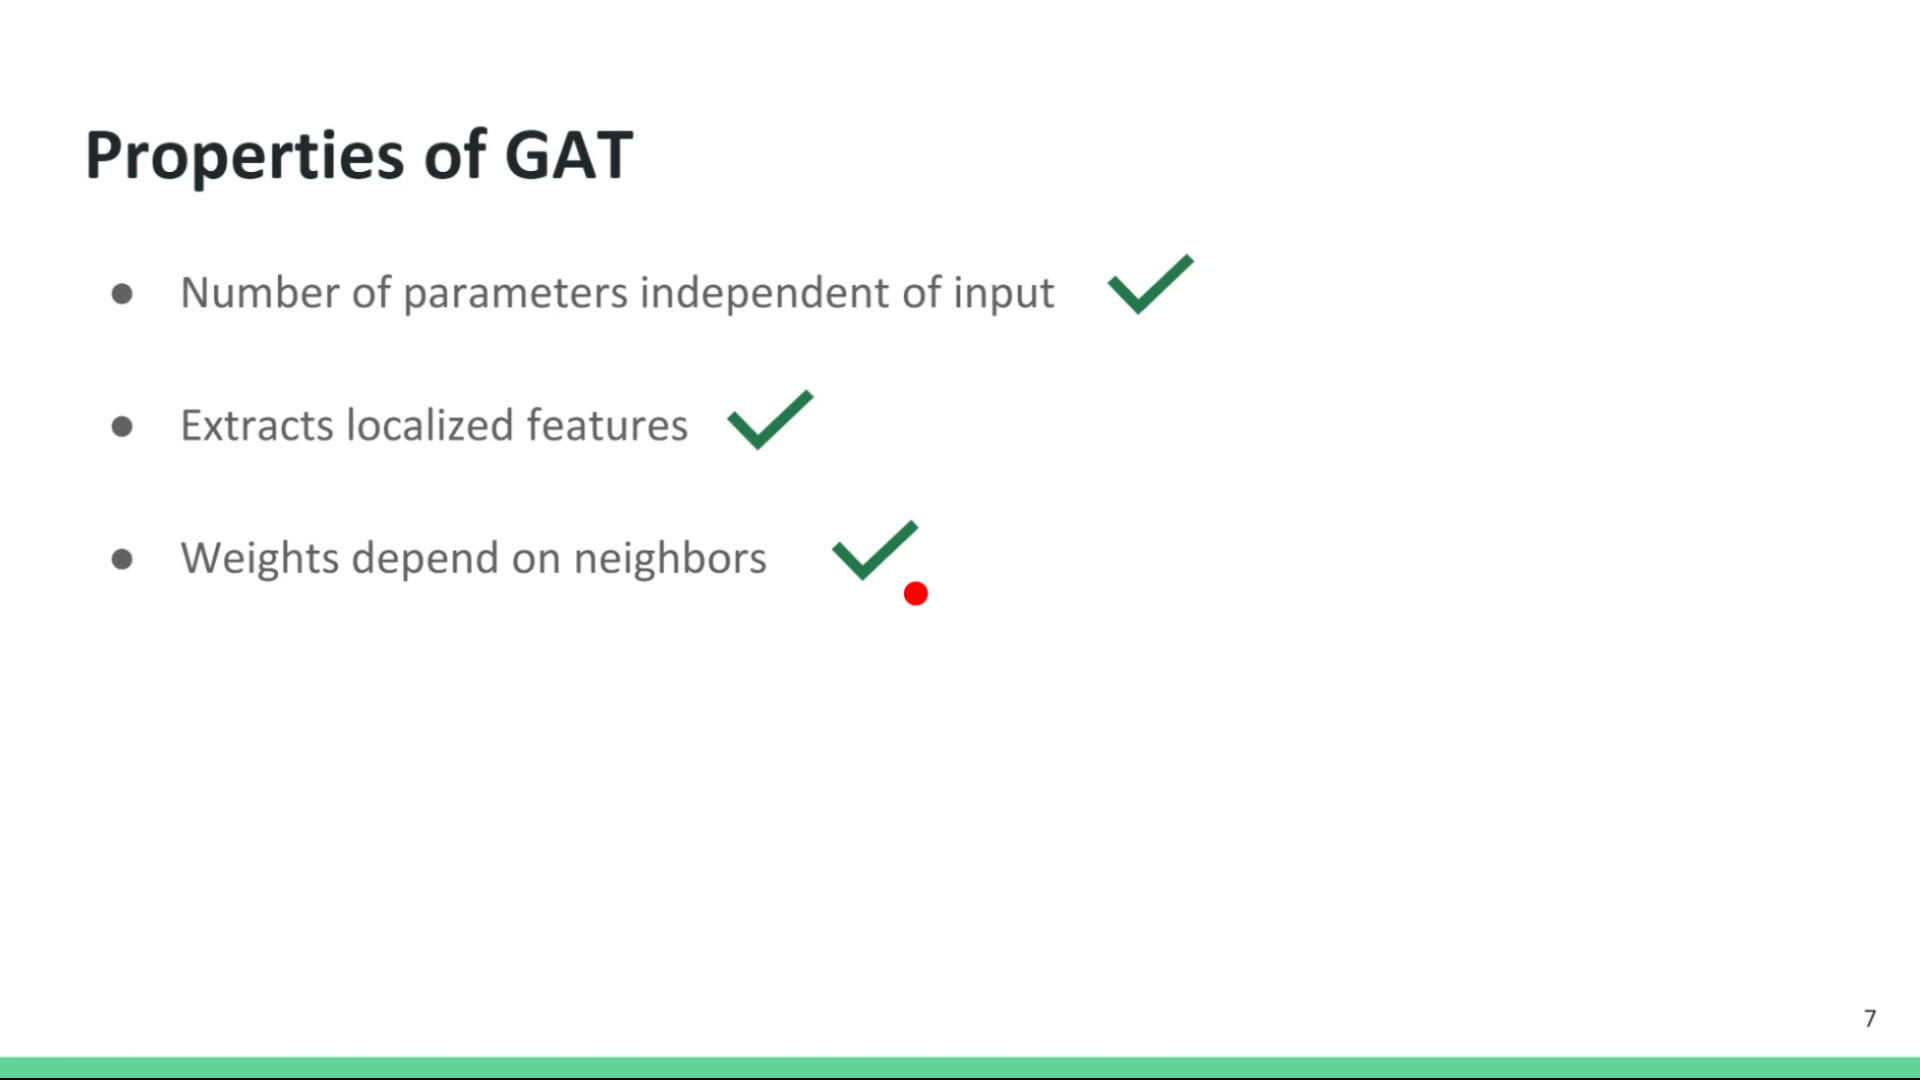 Properties of GAT
● Number of parameters independent of input
● Extracts localized features
● Weights depend on neighbors
7